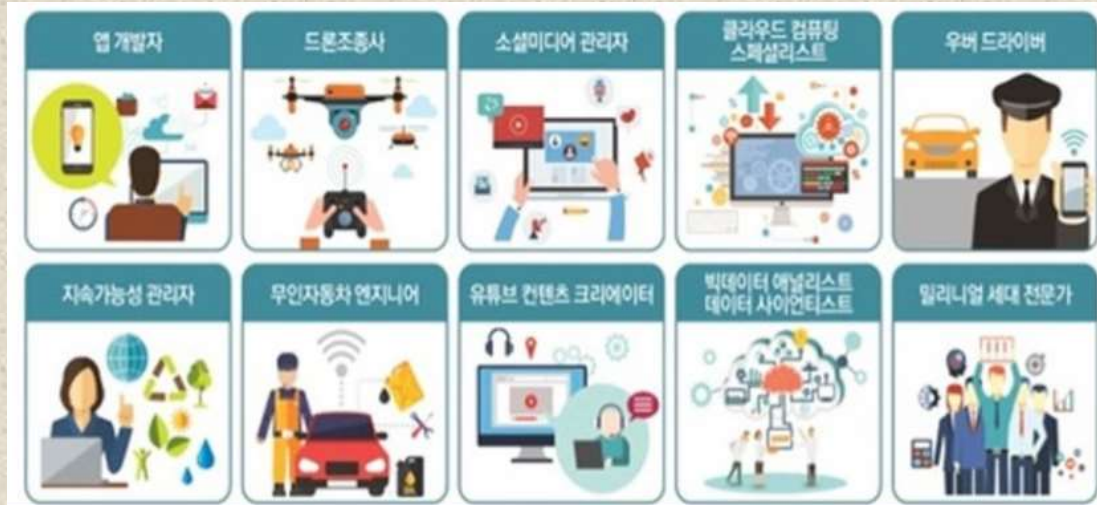 앱 개발자
드론조종사
소셜미디어 관리자
클라우드 컴퓨팅
스페셜리스트
우버 드라이버
지속가능성 관리자
무인자동차 엔지니어
유튜브 컨텐츠 크리에이터
빅데이터 애널리스트
데이터 사이언티스트
밀리니얼 세대 전문가